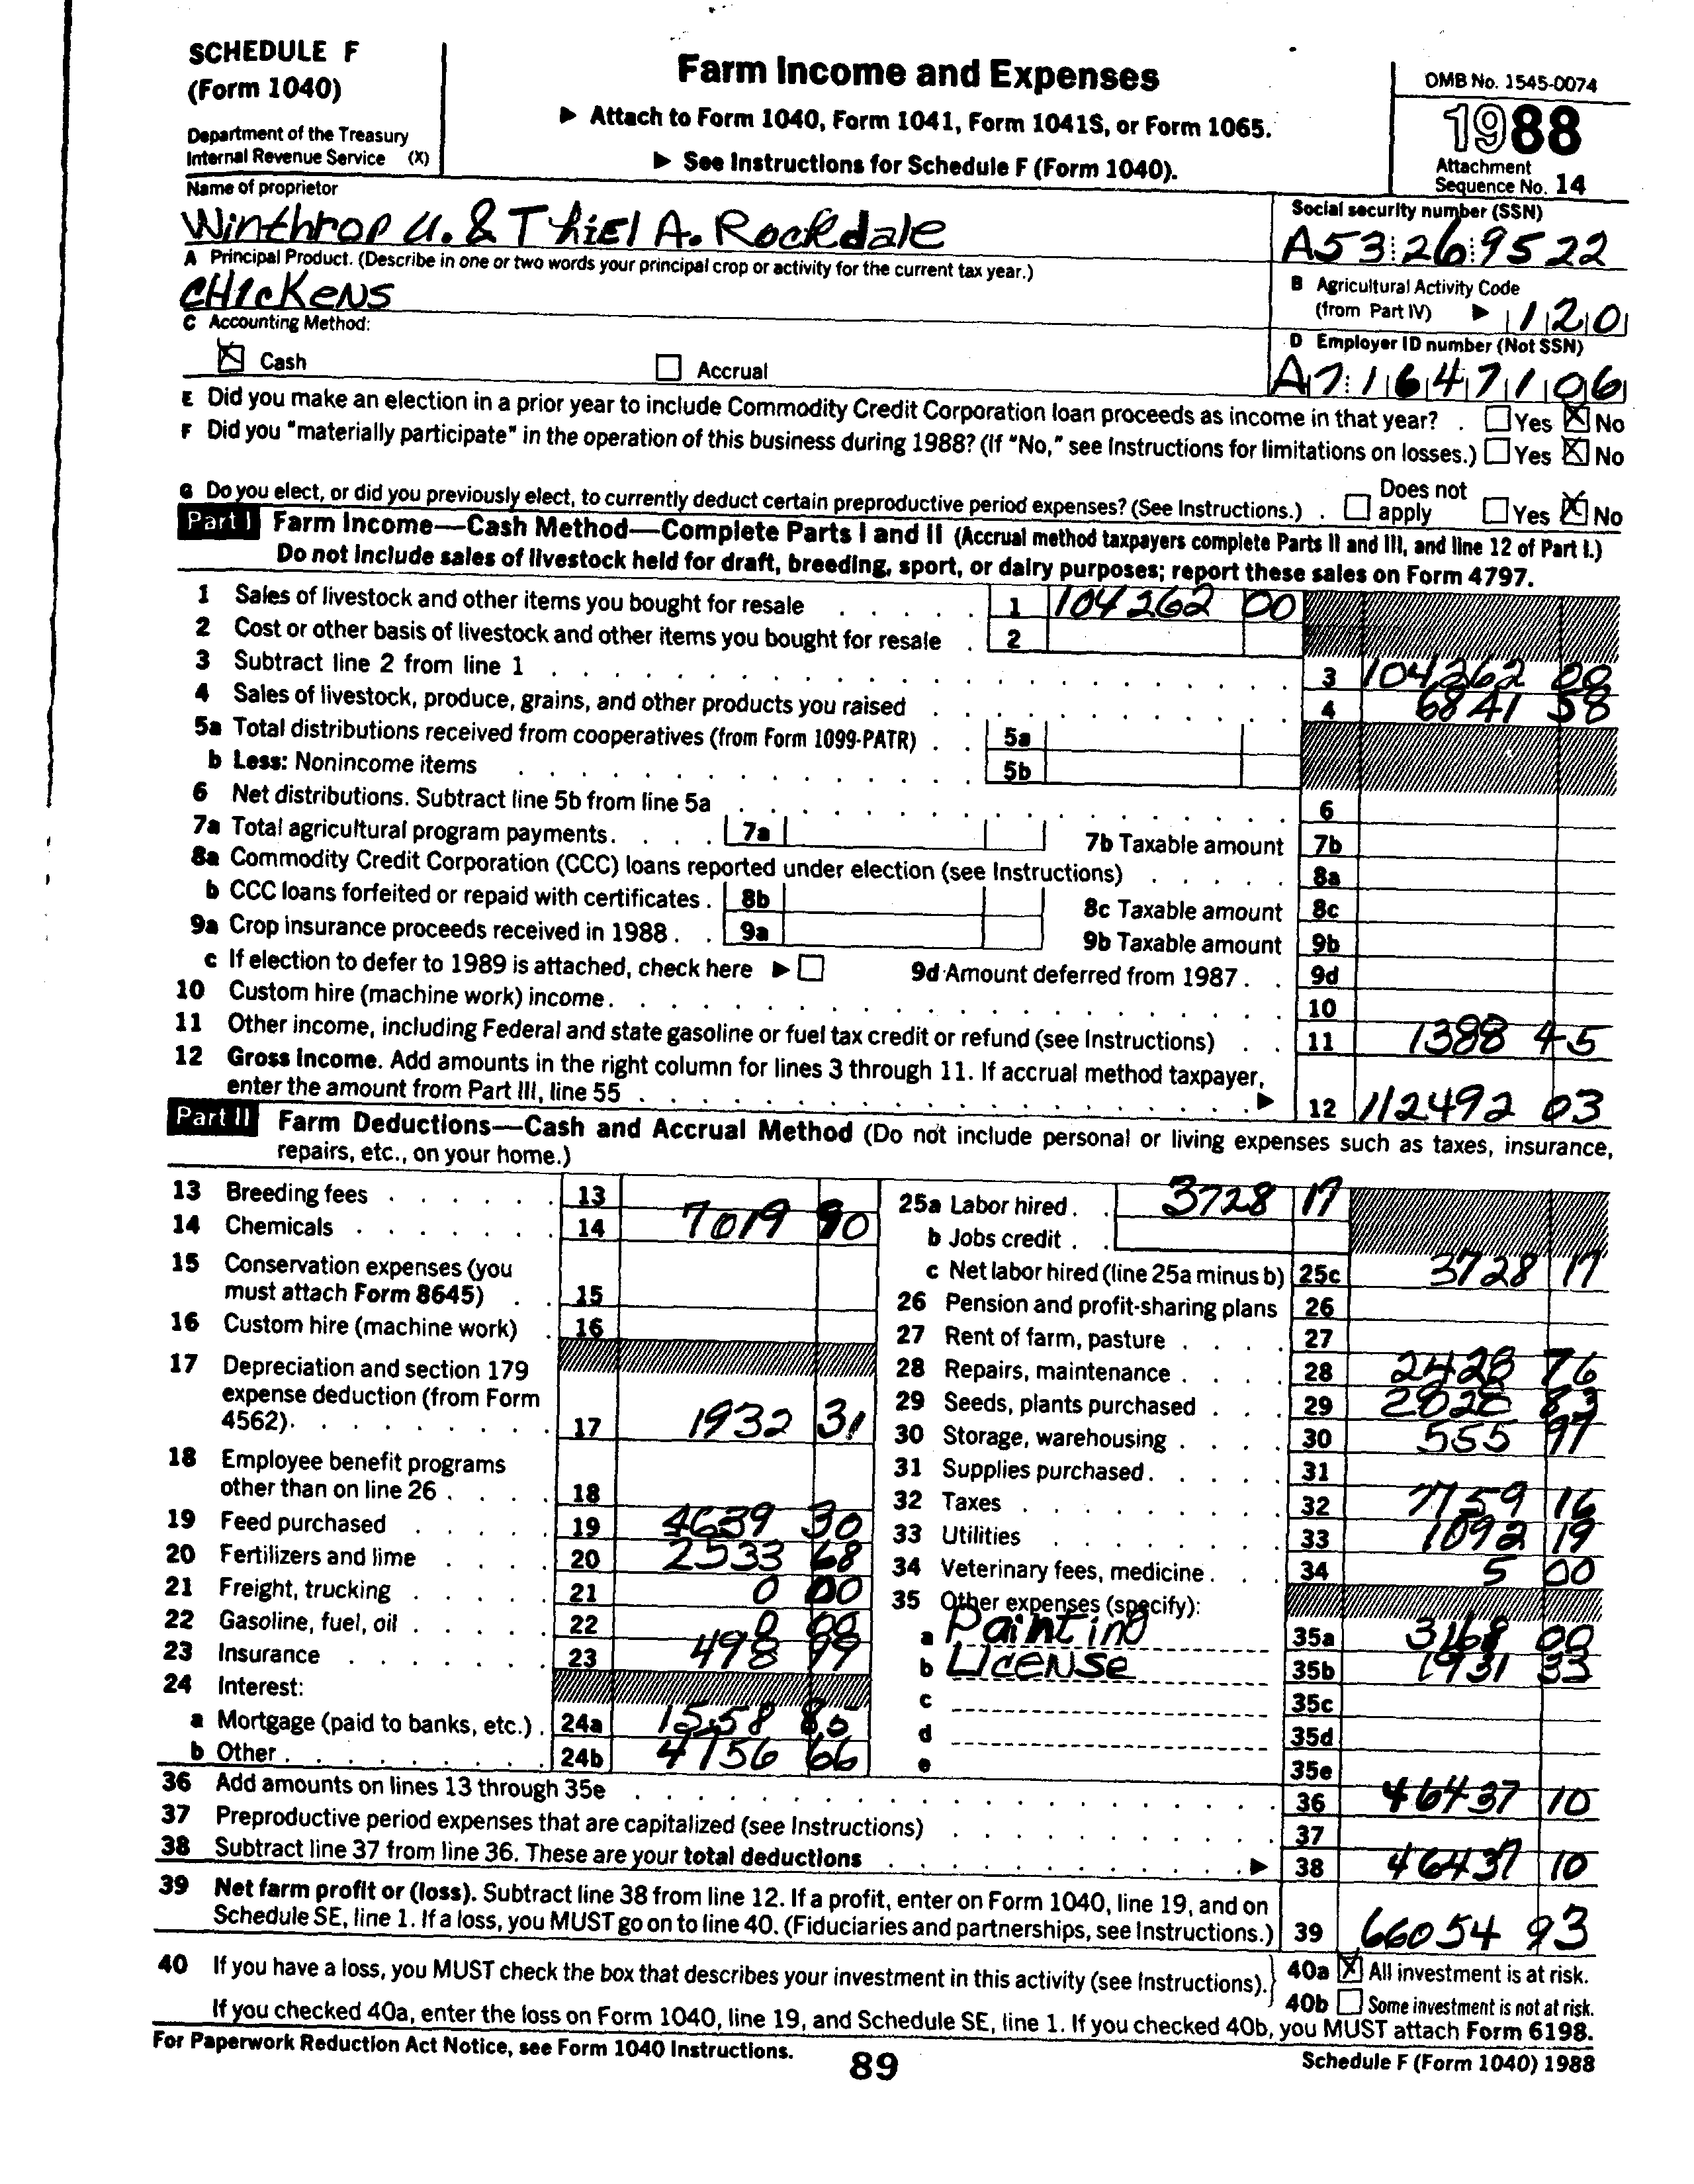 SCHEDULE F
(Form 1040)
Department of the Treasury
Internal Revenue Service (X)
Farm Income and Expenses
▶ Attach to Form 1040, Form 1041, Form 1041S, or Form 1065.
▶ See Instructions for Schedule F (Form 1040).
OMB No. 1545-0074
1988
Attachment
Sequence No. 14
Name of proprietor
Winthrop U. & Thiel A. Rockdale
Social security number (SSN)
A53 26 9522
A Principal Product. (Describe in one or two words your principal crop or activity for the current tax year.)
CHICKENS
B Agricultural Activity Code
(from Part IV) ▶ 120
C Accounting Method:
☒ Cash ☐ Accrual
D Employer ID number (Not SSN)
A7 1647106
E Did you make an election in a prior year to include Commodity Credit Corporation loan proceeds as income in that year? . ☐ Yes ☒ No
F Did you "materially participate" in the operation of this business during 1988? (If "No," see Instructions for limitations on losses.) ☐ Yes ☒ No
G Do you elect, or did you previously elect, to currently deduct certain preproductive period expenses? (See Instructions.) . ☐ Does not apply ☐ Yes ☒ No
Part I Farm Income—Cash Method—Complete Parts I and II (Accrual method taxpayers complete Parts II and III, and line 12 of Part I.)
Do not include sales of livestock held for draft, breeding, sport, or dairy purposes; report these sales on Form 4797.
1 Sales of livestock and other items you bought for resale 1 104262 00
2 Cost or other basis of livestock and other items you bought for resale 2
3 Subtract line 2 from line 1 3 104262 00
4 Sales of livestock, produce, grains, and other products you raised 4 6841 58
5a Total distributions received from cooperatives (from Form 1099-PATR) 5a
b Less: Nonincome items 5b
6 Net distributions. Subtract line 5b from line 5a 6
7a Total agricultural program payments. 7a 7b Taxable amount 7b
8a Commodity Credit Corporation (CCC) loans reported under election (see Instructions) 8a
b CCC loans forfeited or repaid with certificates . 8b 8c Taxable amount 8c
9a Crop insurance proceeds received in 1988 . 9a 9b Taxable amount 9b
c If election to defer to 1989 is attached, check here ▶ ☐ 9d Amount deferred from 1987 . 9d
10 Custom hire (machine work) income. 10
11 Other income, including Federal and state gasoline or fuel tax credit or refund (see Instructions) 11 1388 45
12 Gross income. Add amounts in the right column for lines 3 through 11. If accrual method taxpayer,
enter the amount from Part III, line 55 ▶ 12 112492 03
Part II Farm Deductions—Cash and Accrual Method (Do not include personal or living expenses such as taxes, insurance,
repairs, etc., on your home.)
13 Breeding fees 13
14 Chemicals 14 7019 90
15 Conservation expenses (you
must attach Form 8645) 15
16 Custom hire (machine work) 16
17 Depreciation and section 179
expense deduction (from Form
4562). 17 1932 31
18 Employee benefit programs
other than on line 26 18
19 Feed purchased 19 4639 30
20 Fertilizers and lime 20 2533 68
21 Freight, trucking 21 0 00
22 Gasoline, fuel, oil 22 0 00
23 Insurance 23 498 99
24 Interest:
a Mortgage (paid to banks, etc.) . 24a 1558 85
b Other 24b 4756 66
25a Labor hired . 3728 17
b Jobs credit .
c Net labor hired (line 25a minus b) 25c 3728 17
26 Pension and profit-sharing plans 26
27 Rent of farm, pasture 27
28 Repairs, maintenance 28 2428 76
29 Seeds, plants purchased 29 2828 83
30 Storage, warehousing 30 555 97
31 Supplies purchased. 31
32 Taxes 32 7759 16
33 Utilities 33 1092 19
34 Veterinary fees, medicine . 34 5 00
35 Other expenses (specify):
a Painting 35a 3168 00
b License 35b 1931 33
c 35c
d 35d
e 35e
36 Add amounts on lines 13 through 35e 36 46437 10
37 Preproductive period expenses that are capitalized (see Instructions) 37
38 Subtract line 37 from line 36. These are your total deductions ▶ 38 46437 10
39 Net farm profit or (loss). Subtract line 38 from line 12. If a profit, enter on Form 1040, line 19, and on
Schedule SE, line 1. If a loss, you MUST go on to line 40. (Fiduciaries and partnerships, see Instructions.) 39 66054 93
40 If you have a loss, you MUST check the box that describes your investment in this activity (see Instructions). 40a ☒ All investment is at risk.
40b ☐ Some investment is not at risk.
If you checked 40a, enter the loss on Form 1040, line 19, and Schedule SE, line 1. If you checked 40b, you MUST attach Form 6198.
For Paperwork Reduction Act Notice, see Form 1040 Instructions.
89
Schedule F (Form 1040) 1988